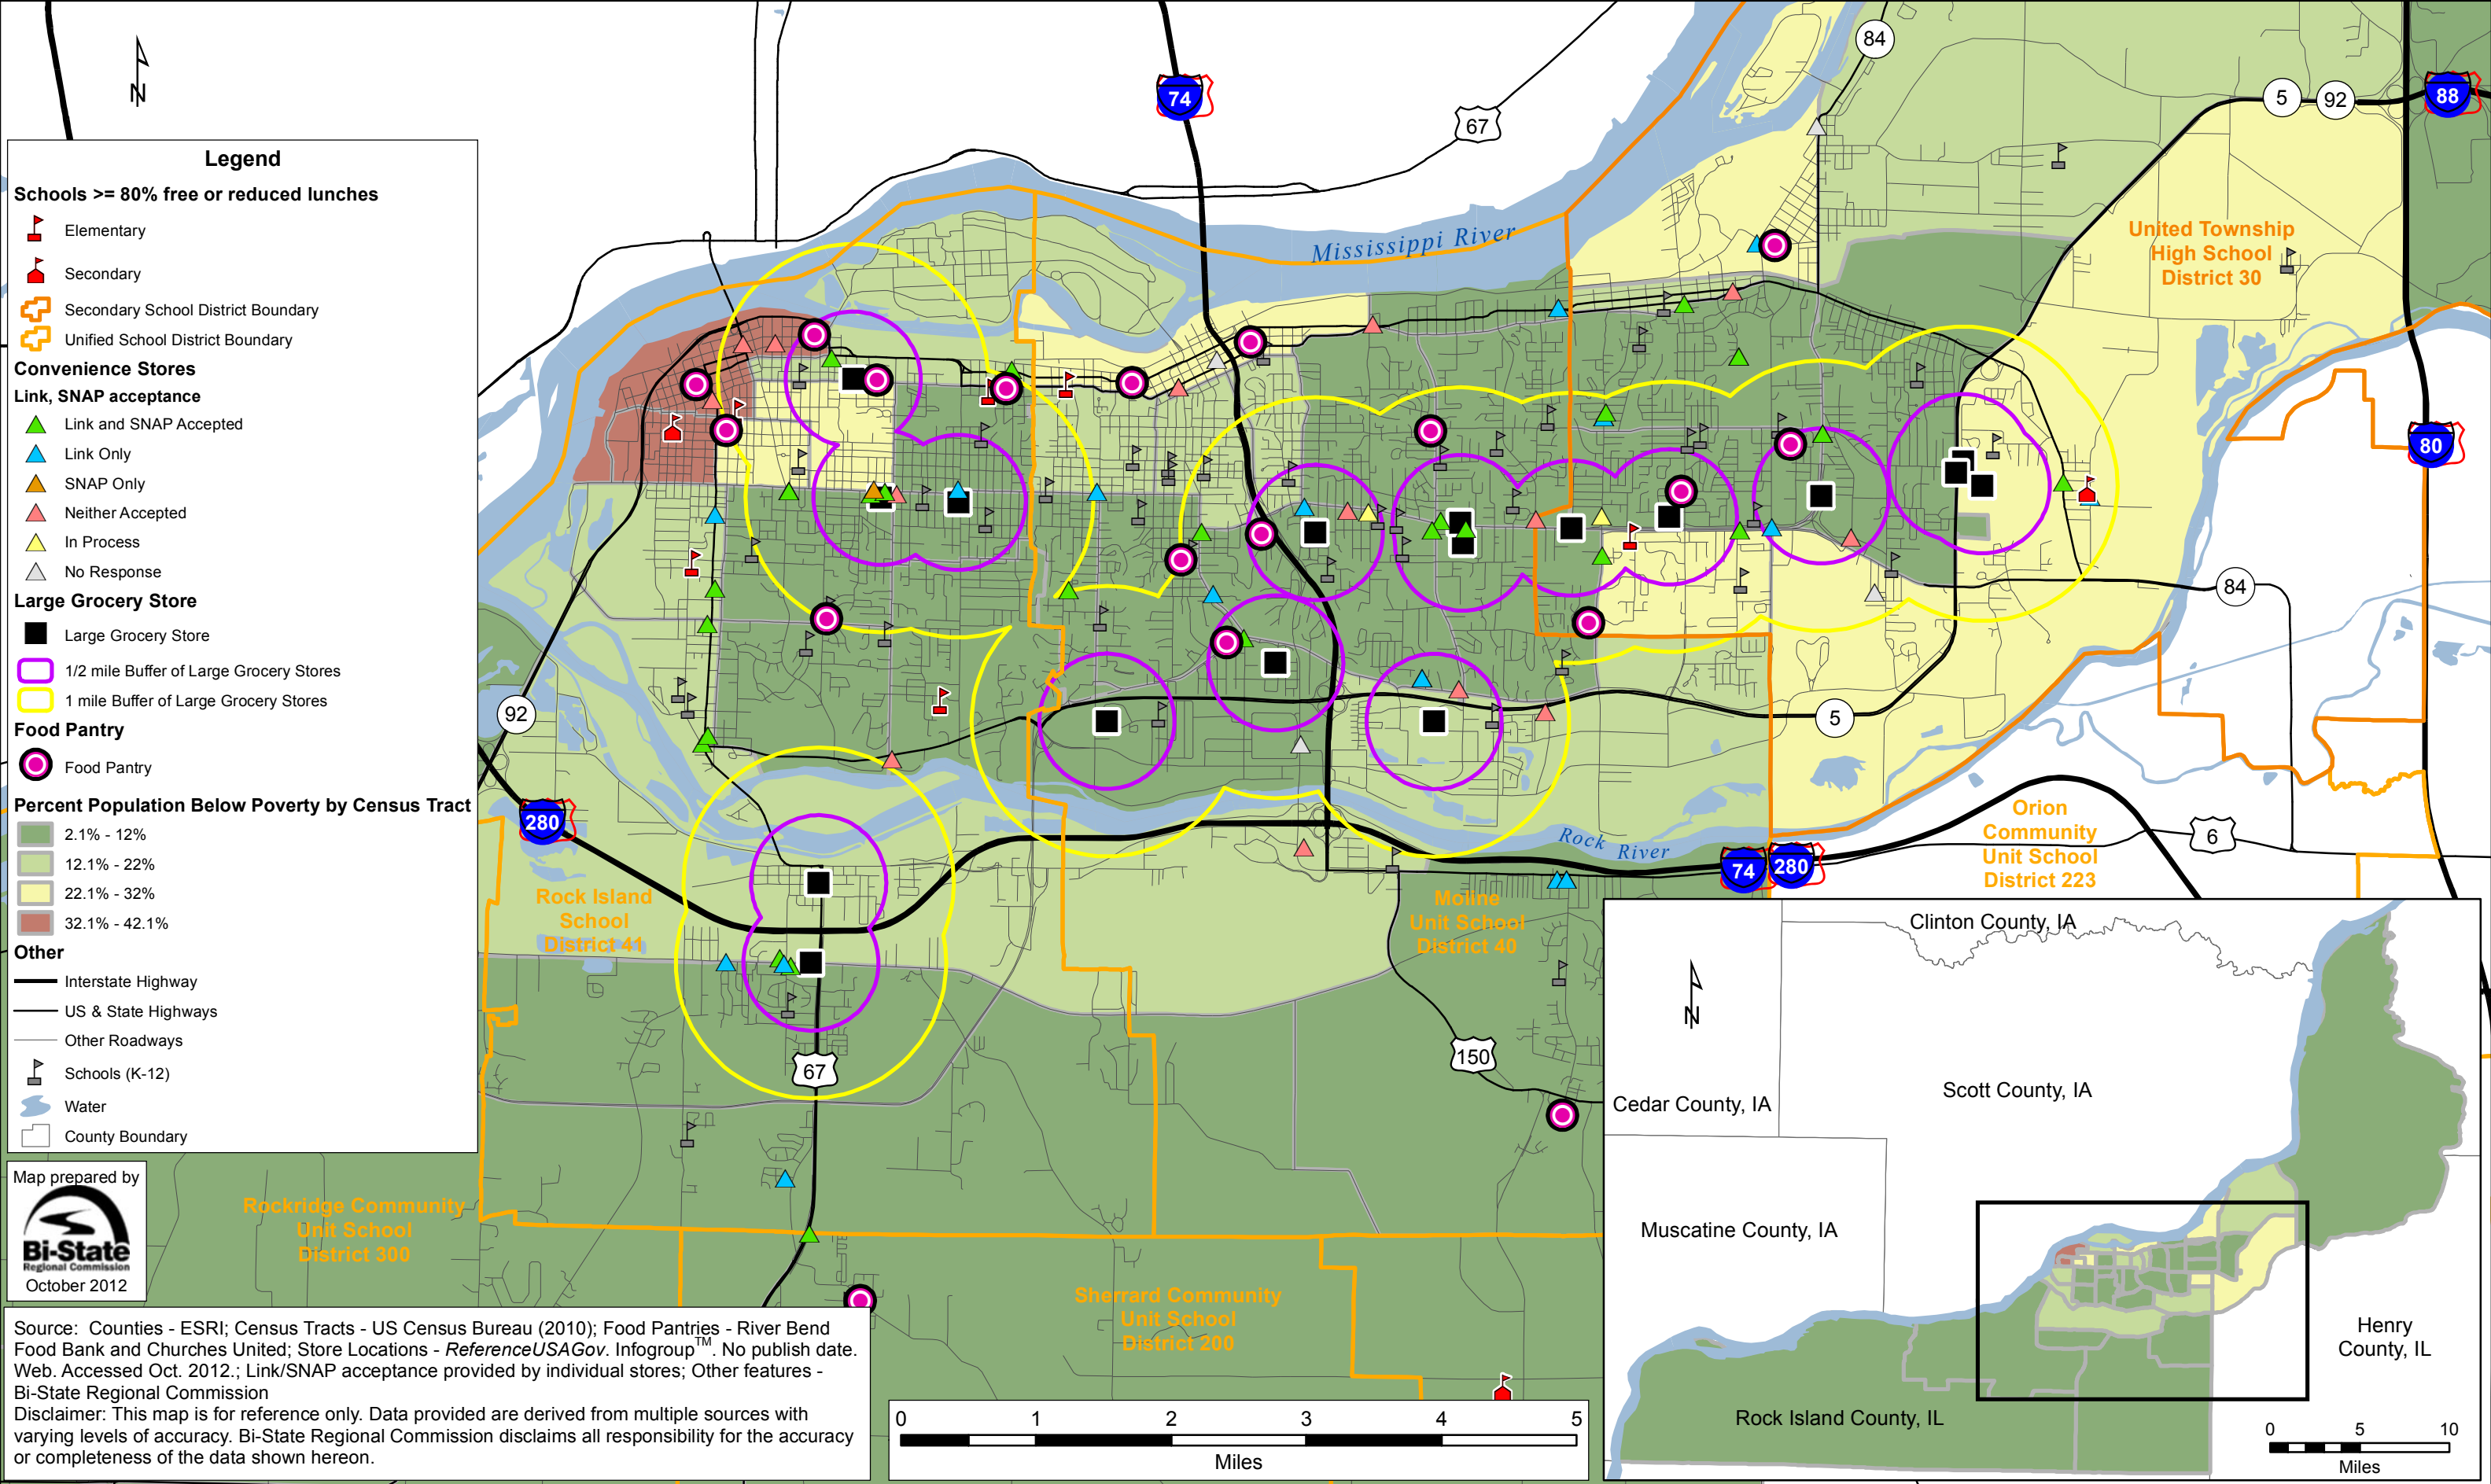 84
5
92
88
74
67
N
Legend
Schools >= 80% free or reduced lunches
Elementary
Secondary
Secondary School District Boundary
Unified School District Boundary
Convenience Stores
Link, SNAP acceptance
Link and SNAP Accepted
Link Only
SNAP Only
Neither Accepted
In Process
No Response
Large Grocery Store
Large Grocery Store
1/2 mile Buffer of Large Grocery Stores
1 mile Buffer of Large Grocery Stores
Food Pantry
Food Pantry
Percent Population Below Poverty by Census Tract
2.1% - 12%
12.1% - 22%
22.1% - 32%
32.1% - 42.1%
Other
Interstate Highway
US & State Highways
Other Roadways
Schools (K-12)
Water
County Boundary
Mississippi River
United Township
High School
District 30
80
84
92
5
280
Rock River
74
280
6
Orion
Community
Unit School
District 223
Rock Island
School
District 41
Moline
Unit School
District 40
67
150
Rockridge Community
Unit School
District 300
Sherrard Community
Unit School
District 200
Map prepared by
Bi-State
Regional Commission
October 2012
Source: Counties - ESRI; Census Tracts - US Census Bureau (2010); Food Pantries - River Bend
Food Bank and Churches United; Store Locations - ReferenceUSAGov. Infogroup™. No publish date.
Web. Accessed Oct. 2012.; Link/SNAP acceptance provided by individual stores; Other features -
Bi-State Regional Commission
Disclaimer: This map is for reference only. Data provided are derived from multiple sources with
varying levels of accuracy. Bi-State Regional Commission disclaims all responsibility for the accuracy
or completeness of the data shown hereon.
0 1 2 3 4 5
Miles
Clinton County, IA
N
Scott County, IA
Cedar County, IA
Muscatine County, IA
Henry
County, IL
Rock Island County, IL
0 5 10
Miles